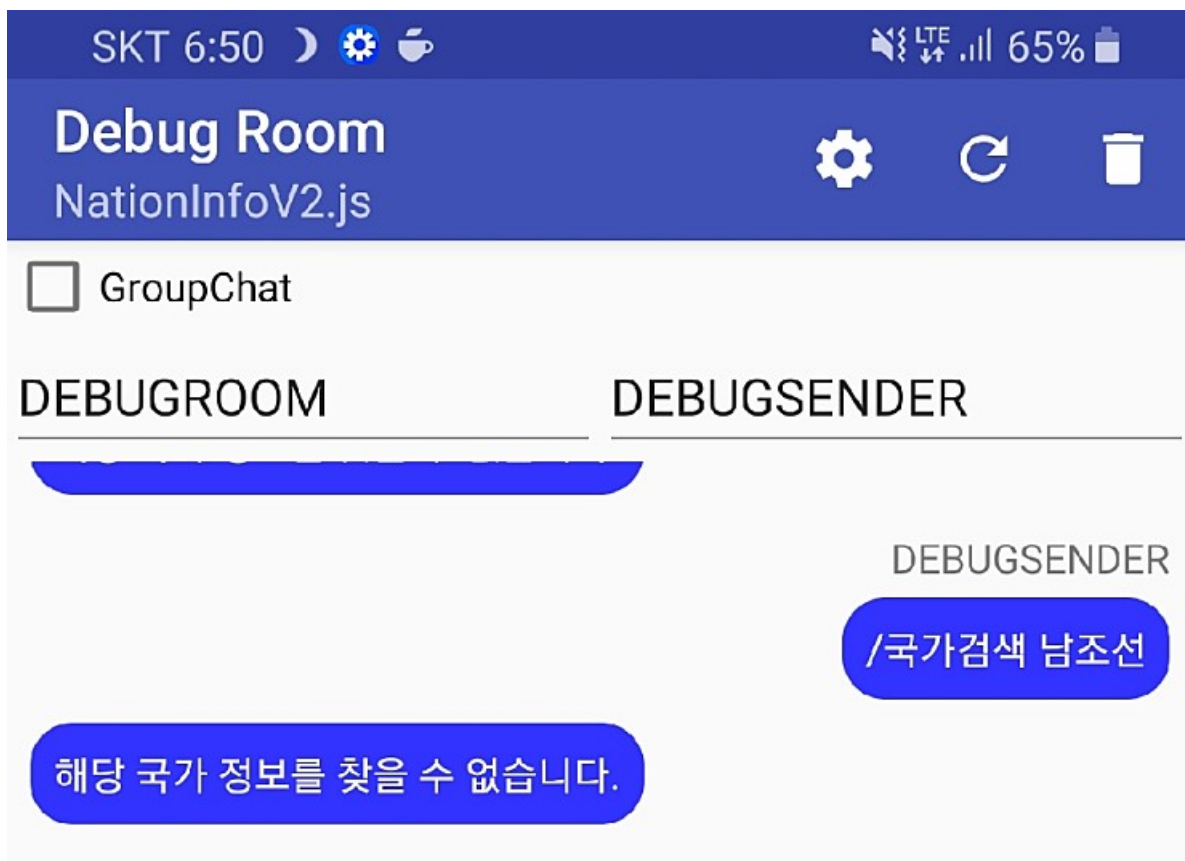 SKT 6:50
LTE 65%
Debug Room
NationInfoV2.js
GroupChat
DEBUGROOM DEBUGSENDER
DEBUGSENDER
/국가검색 남조선
해당 국가 정보를 찾을 수 없습니다.